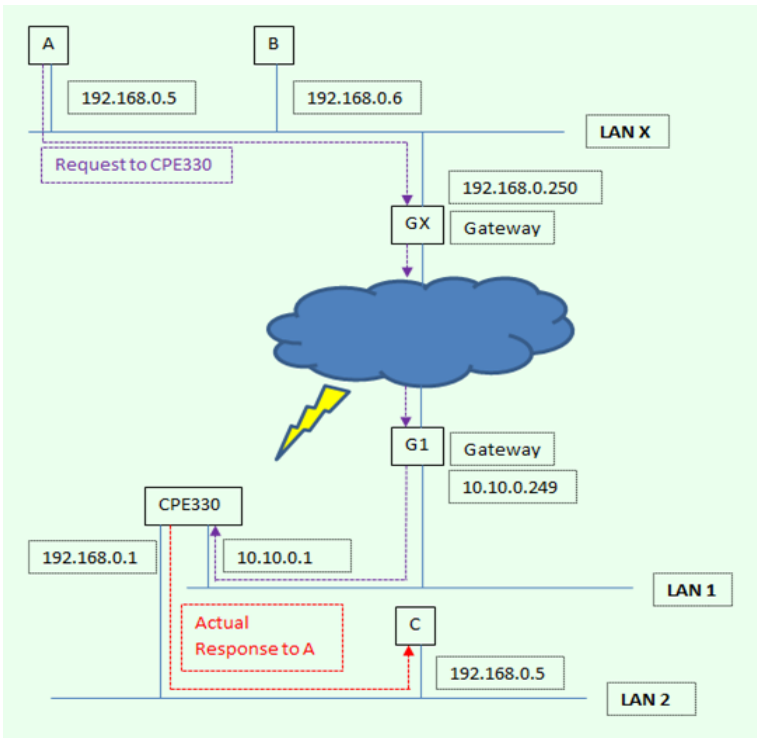 A
B
192.168.0.5
192.168.0.6
LAN X
Request to CPE330
192.168.0.250
GX
Gateway
G1
Gateway
10.10.0.249
CPE330
192.168.0.1
10.10.0.1
LAN 1
Actual
Response to A
C
192.168.0.5
LAN 2